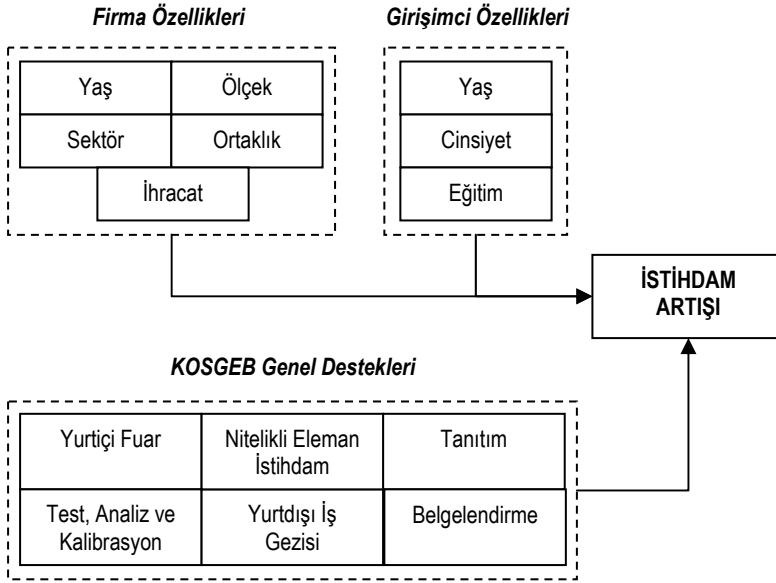 Firma Özellikleri
Girişimci Özellikleri
Yaş
Ölçek
Sektör
Ortaklık
İhracat
Yaş
Cinsiyet
Eğitim
İSTİHDAM
ARTIŞI
KOSGEB Genel Destekleri
Yurtiçi Fuar
Nitelikli Eleman
İstihdam
Tanıtım
Test, Analiz ve
Kalibrasyon
Yurtdışı İş
Gezisi
Belgelendirme